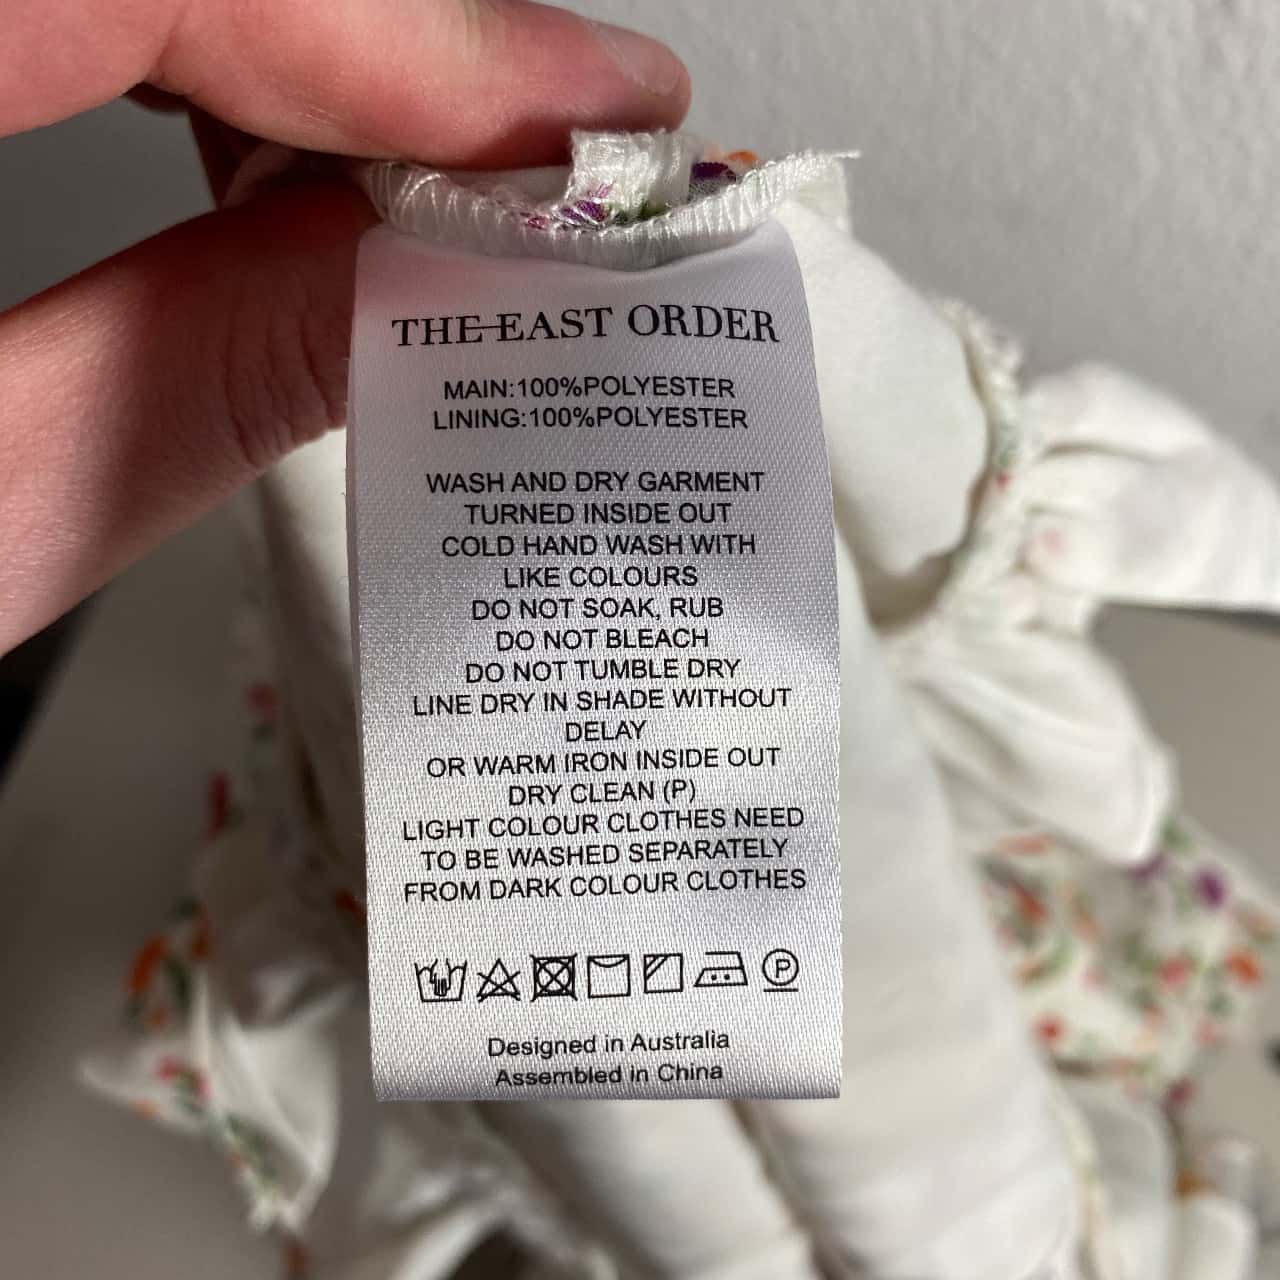 THE EAST ORDER
MAIN:100%POLYESTER
LINING:100%POLYESTER
WASH AND DRY GARMENT
TURNED INSIDE OUT
COLD HAND WASH WITH
LIKE COLOURS
DO NOT SOAK, RUB
DO NOT BLEACH
DO NOT TUMBLE DRY
LINE DRY IN SHADE WITHOUT
DELAY
OR WARM IRON INSIDE OUT
DRY CLEAN (P)
LIGHT COLOUR CLOTHES NEED
TO BE WASHED SEPARATELY
FROM DARK COLOUR CLOTHES
P
Designed in Australia
Assembled in China